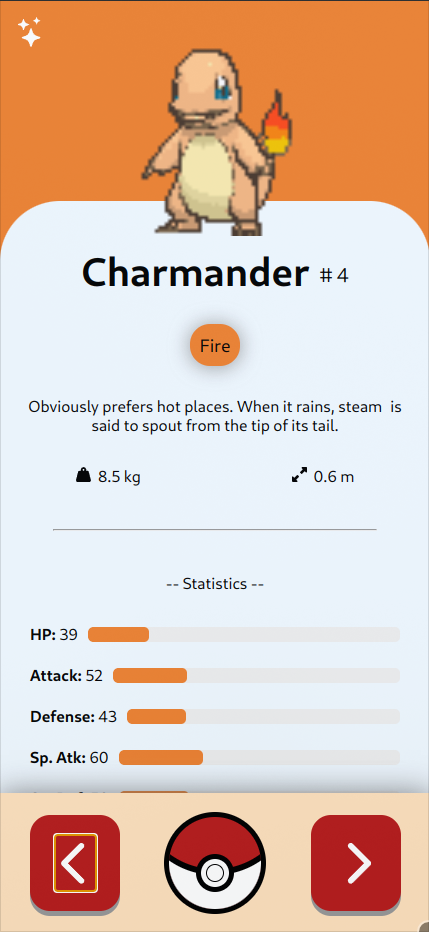 Charmander # 4
Fire
Obviously prefers hot places. When it rains, steam  is
said to spout from the tip of its tail.
8.5 kg
0.6 m
-- Statistics --
HP: 39
Attack: 52
Defense: 43
Sp. Atk: 60